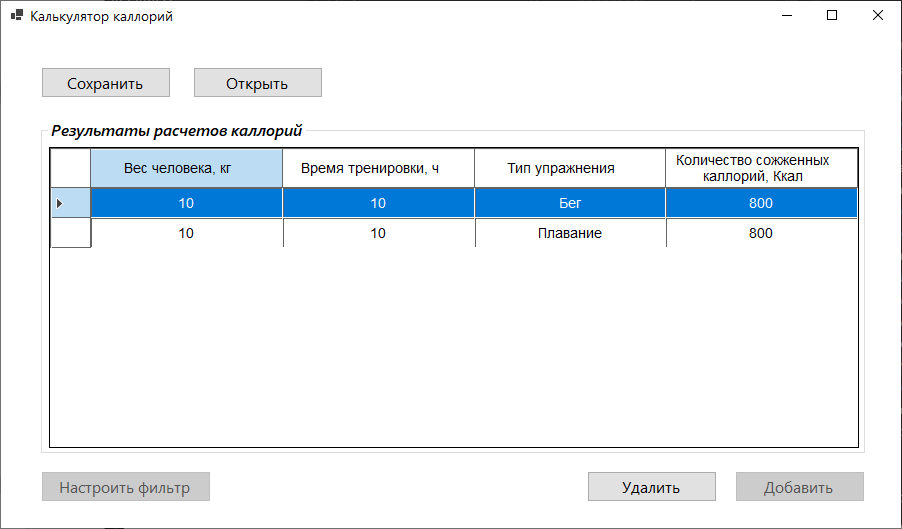 Калькулятор каллорий
Сохранить Открыть
Результаты расчетов каллорий
Вес человека, кг Время тренировки, ч Тип упражнения Количество сожженных каллорий, Ккал
10 10 Бег 800
10 10 Плавание 800
Настроить фильтр Удалить Добавить